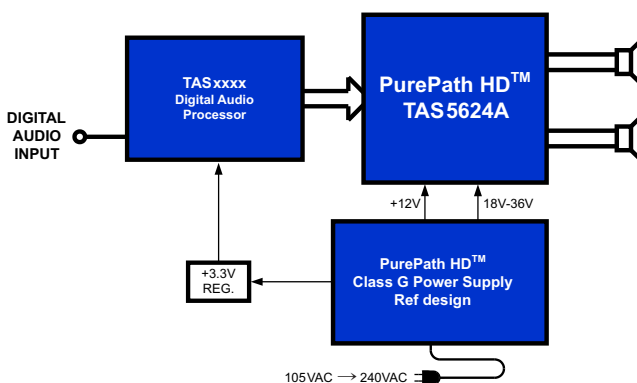 TASxxxx
Digital Audio
Processor
PurePath HD™
TAS5624A
DIGITAL
AUDIO
INPUT
+12V
18V-36V
+3.3V
REG.
PurePath HD™
Class G Power Supply
Ref design
105VAC → 240VAC